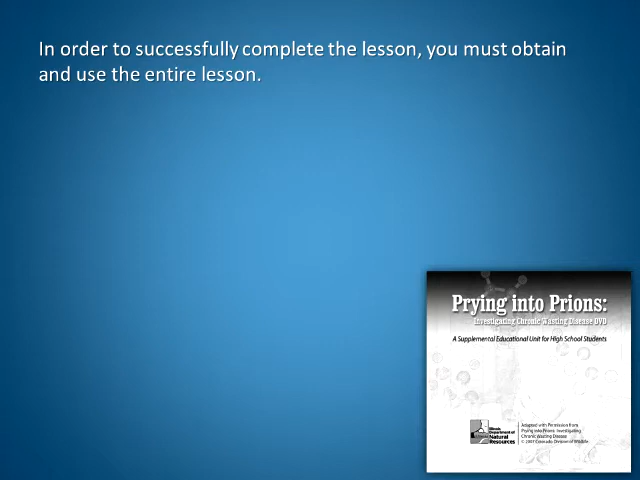 In order to successfully complete the lesson, you must obtain
and use the entire lesson.
Prying into Prions:
Investigating Chronic Wasting Disease DVD
A Supplemental Educational Unit for High School Students
Illinois
Department of
Natural
Resources
Adapted with Permission from
Prying into Prions: Investigating
Chronic Wasting Disease
© 2007 Colorado Division of Wildlife